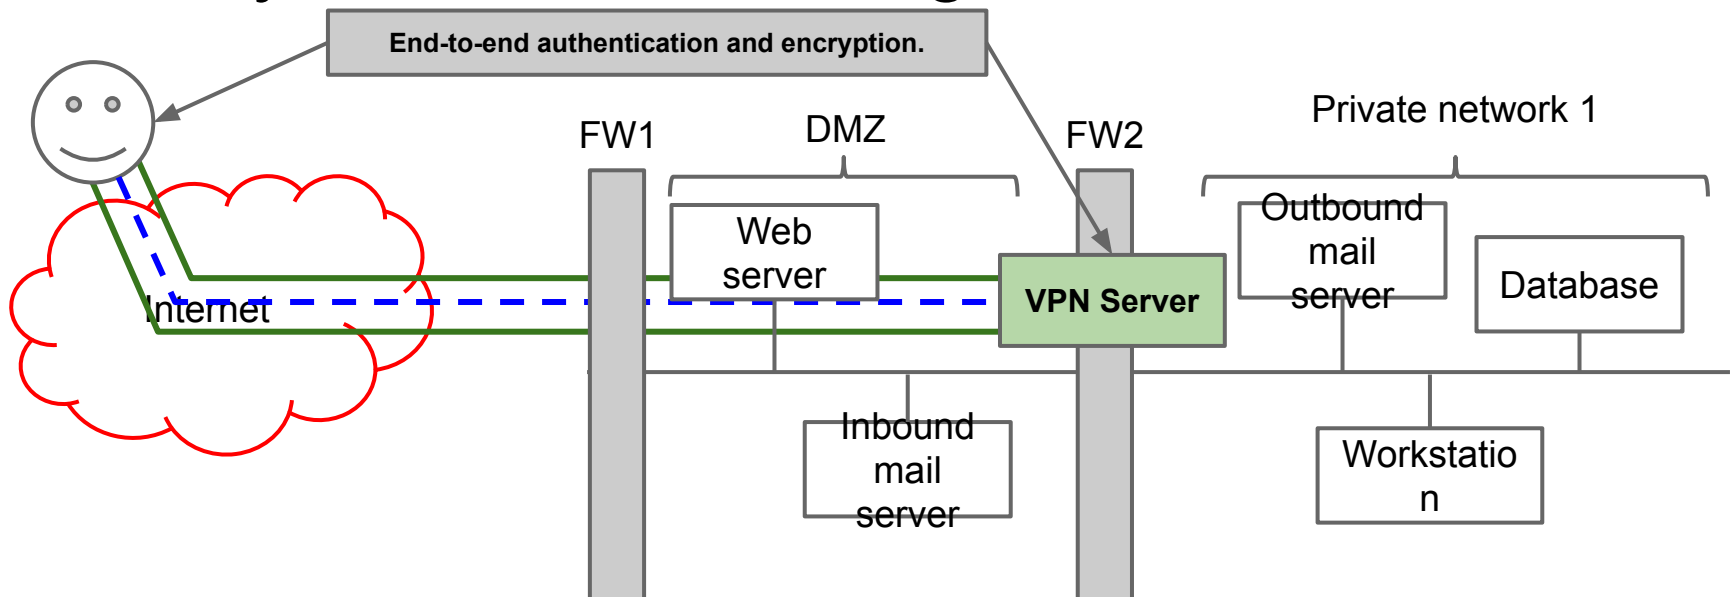 End-to-end authentication and encryption.
Private network 1
FW1
DMZ
FW2
Web
server
Outbound
mail
server
Database
VPN Server
Internet
Inbound
mail
server
Workstatio
n